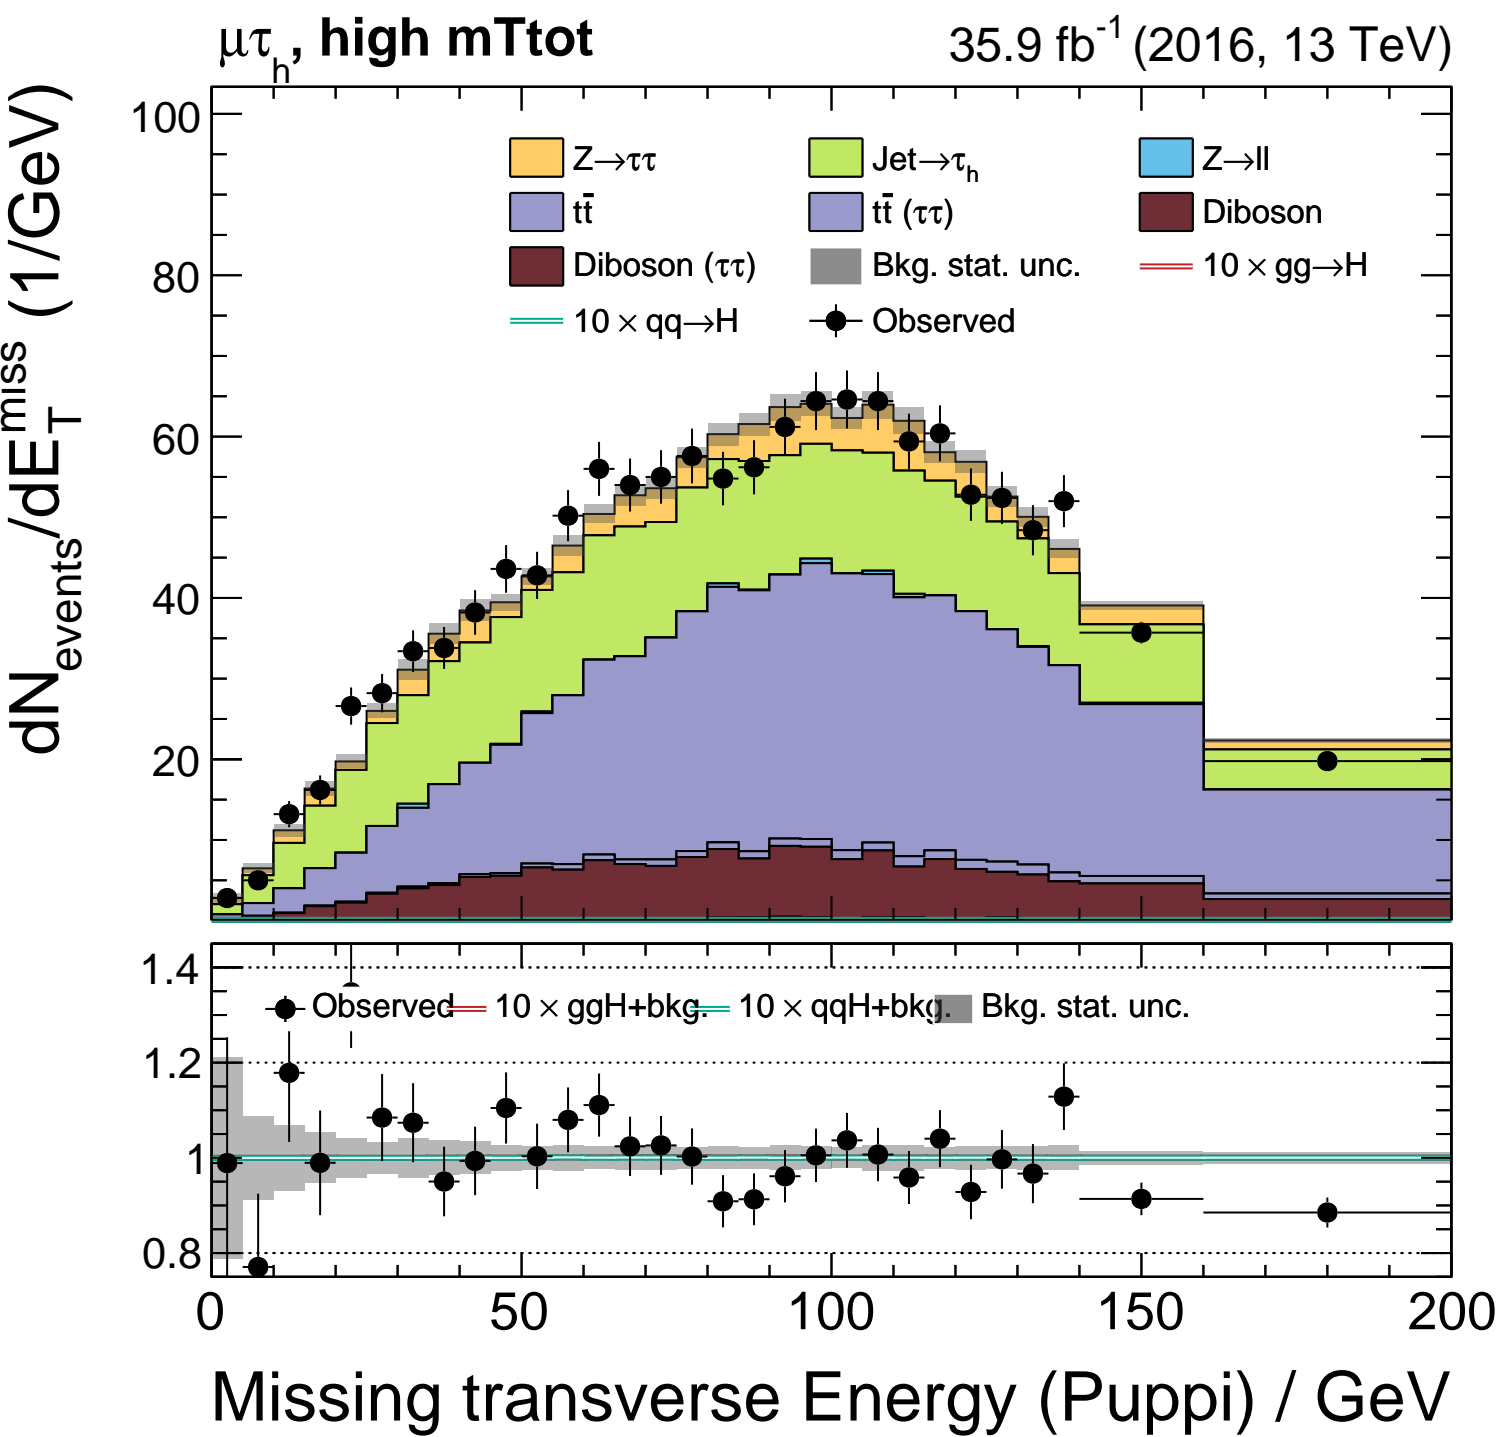 μτh, high mTtot 35.9 fb-1 (2016, 13 TeV)
dNevents/dETmiss (1/GeV)
100
80
60
40
20
Z→ττ Jet→τh Z→ll
tt̄ tt̄ (ττ) Diboson
Diboson (ττ) Bkg. stat. unc. 10 × gg→H
10 × qq→H Observed
1.4
1.2
1
0.8
Observed 10 × ggH+bkg. 10 × qqH+bkg. Bkg. stat. unc.
0 50 100 150 200
Missing transverse Energy (Puppi) / GeV